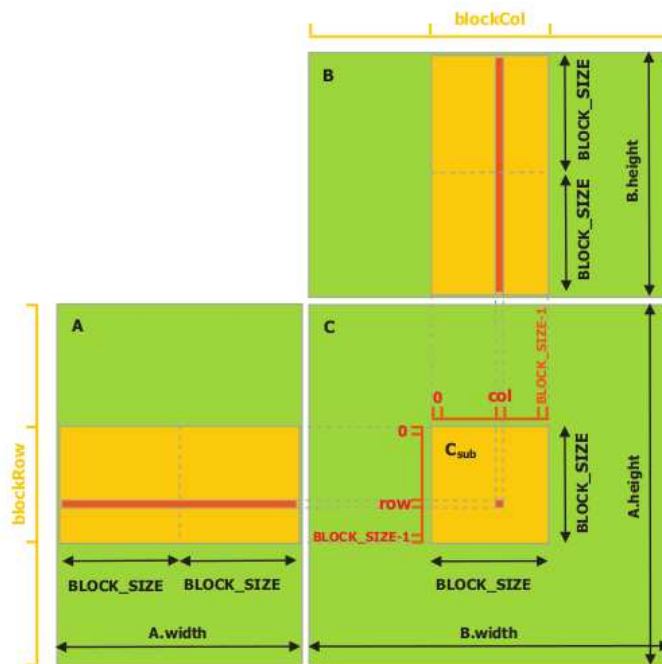 blockCol
B
BLOCK_SIZE
BLOCK_SIZE
B.height
A
C
BLOCK_SIZE-1
0
col
blockRow
0
C_sub
row
BLOCK_SIZE-1
BLOCK_SIZE
A.height
BLOCK_SIZE
BLOCK_SIZE
BLOCK_SIZE
A.width
B.width